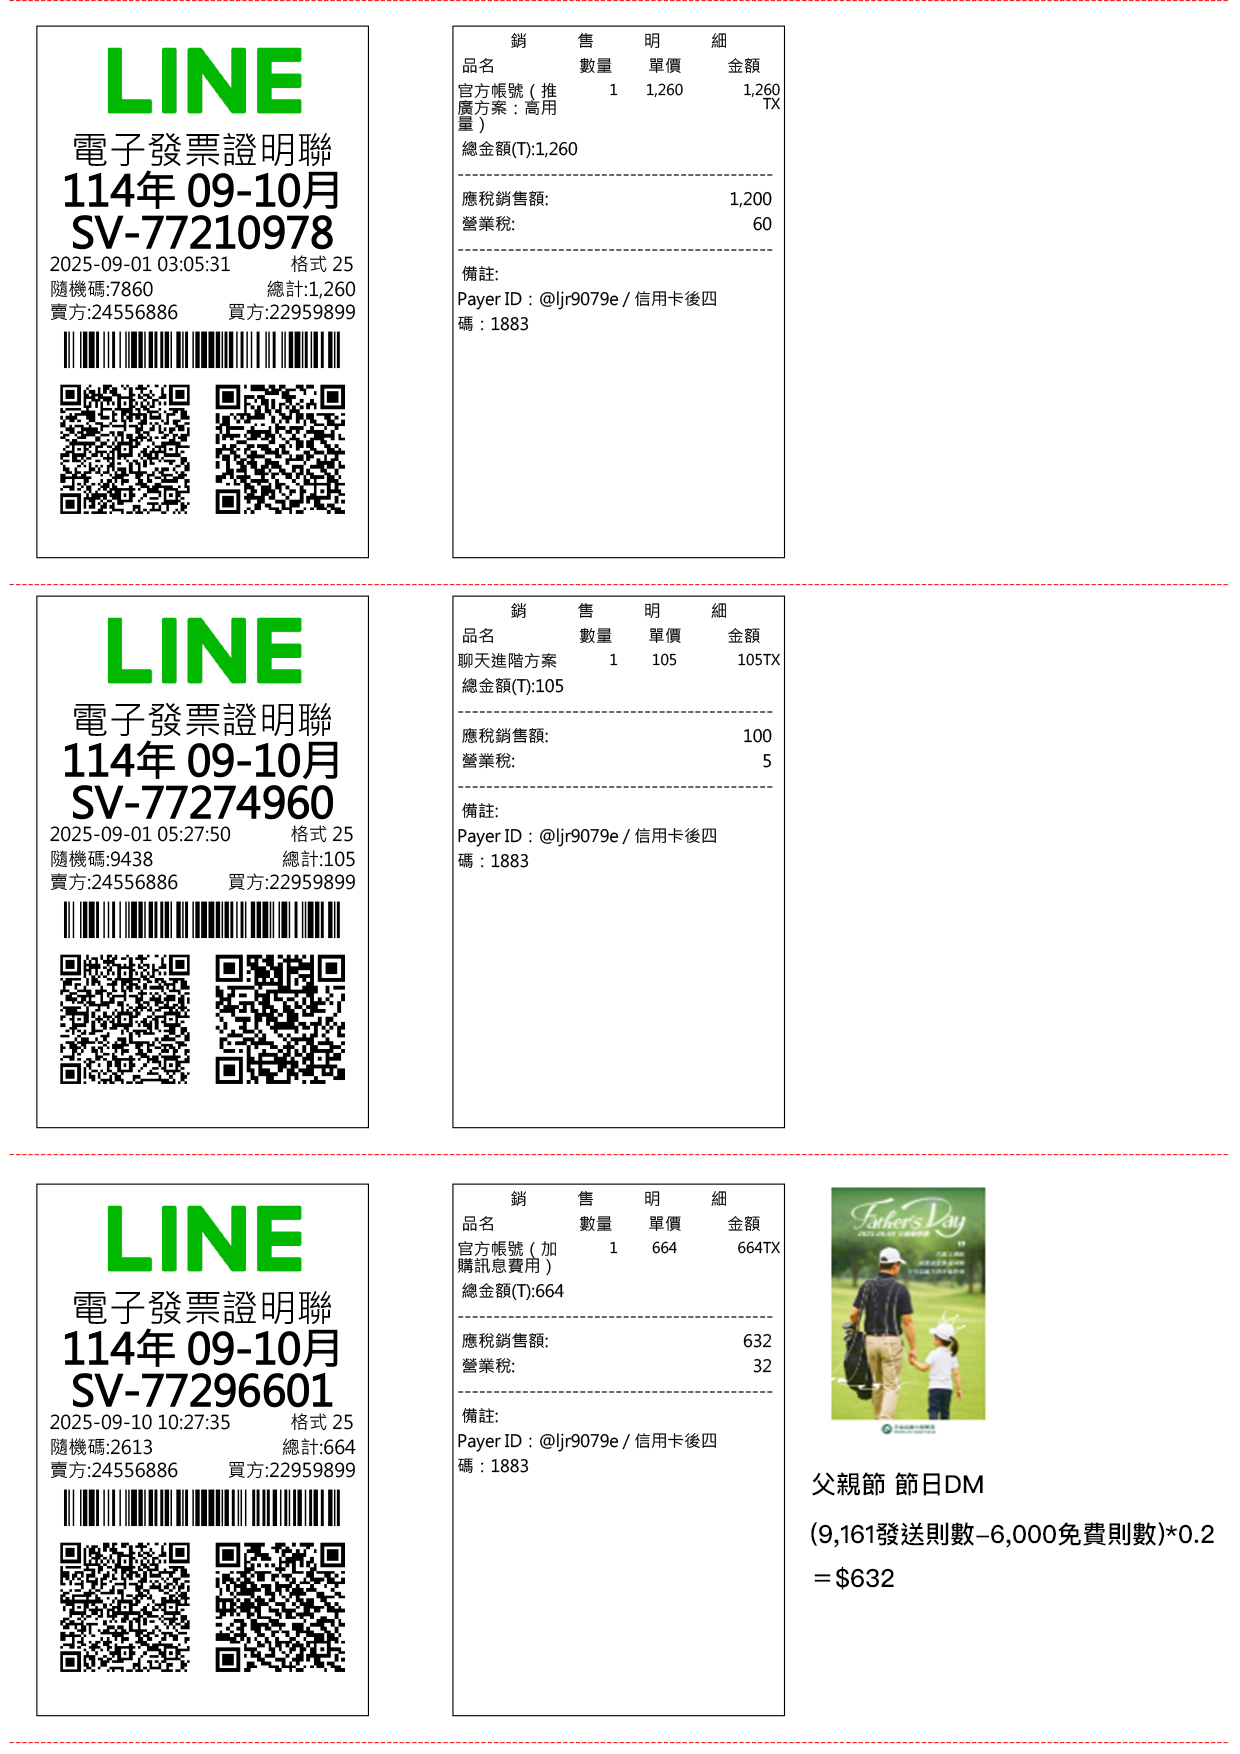 LINE
電子發票證明聯
114年 09-10月
SV-77210978
2025-09-01 03:05:31 格式 25
隨機碼:7860 總計:1,260
賣方:24556886 買方:22959899
銷 售 明 細
品名 數量 單價 金額
官方帳號（推 1 1,260 1,260
廣方案：高用 TX
量）
總金額(T):1,260
應稅銷售額: 1,200
營業稅: 60
備註:
Payer ID：@ljr9079e / 信用卡後四
碼：1883
LINE
電子發票證明聯
114年 09-10月
SV-77274960
2025-09-01 05:27:50 格式 25
隨機碼:9438 總計:105
賣方:24556886 買方:22959899
銷 售 明 細
品名 數量 單價 金額
聊天進階方案 1 105 105TX
總金額(T):105
應稅銷售額: 100
營業稅: 5
備註:
Payer ID：@ljr9079e / 信用卡後四
碼：1883
LINE
電子發票證明聯
114年 09-10月
SV-77296601
2025-09-10 10:27:35 格式 25
隨機碼:2613 總計:664
賣方:24556886 買方:22959899
銷 售 明 細
品名 數量 單價 金額
官方帳號（加 1 664 664TX
購訊息費用）
總金額(T):664
應稅銷售額: 632
營業稅: 32
備註:
Payer ID：@ljr9079e / 信用卡後四
碼：1883
Father's Day
父親節 節日DM
(9,161發送則數–6,000免費則數)*0.2
＝$632